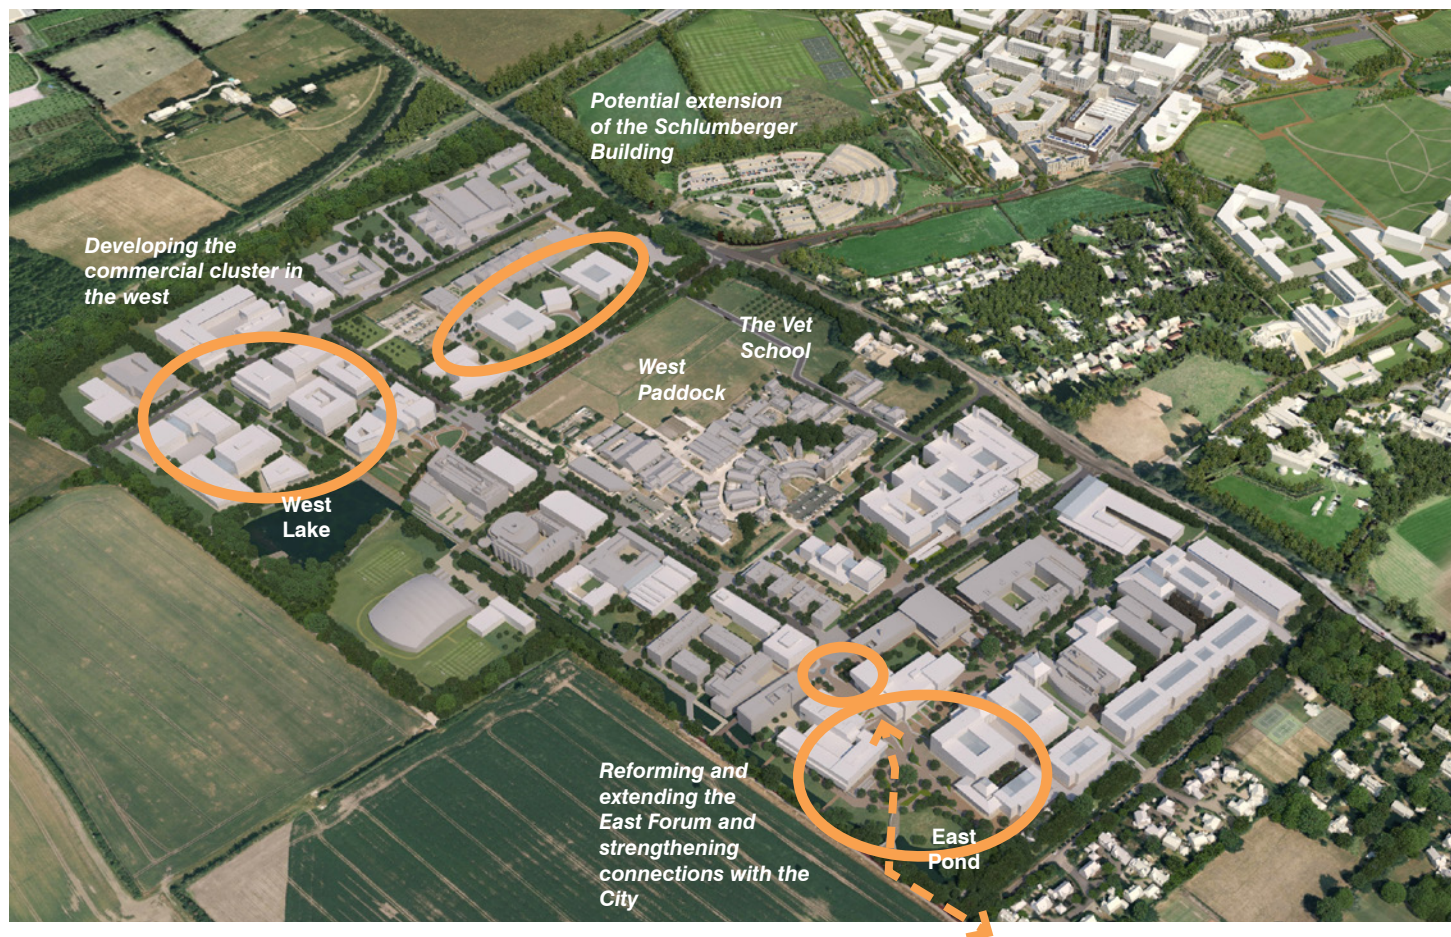 Potential extension
of the Schlumberger
Building
Developing the
commercial cluster in
the west
The Vet
School
West
Paddock
West
Lake
Reforming and
extending the
East Forum and
strengthening
connections with the
City
East
Pond